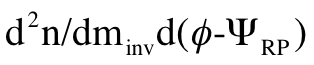 d²n/dm_inv d(ϕ-Ψ_RP)